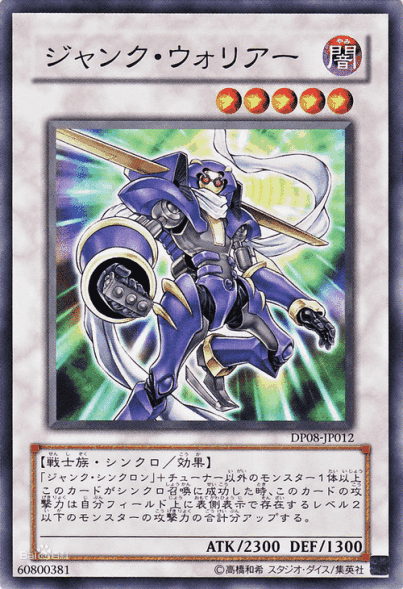 ジャンク・ウォリアー
闇
DP08-JP012
【戦士族・シンクロ/効果】
「ジャンク・シンクロン」+チューナー以外のモンスター1体以上
このカードがシンクロ召喚に成功した時、このカードの攻
撃力は自分フィールド上に表側表示で存在するレベル2
以下のモンスターの攻撃力の合計分アップする。
ATK/2300 DEF/1300
60800381
©高橋和希 スタジオ・ダイス/集英社